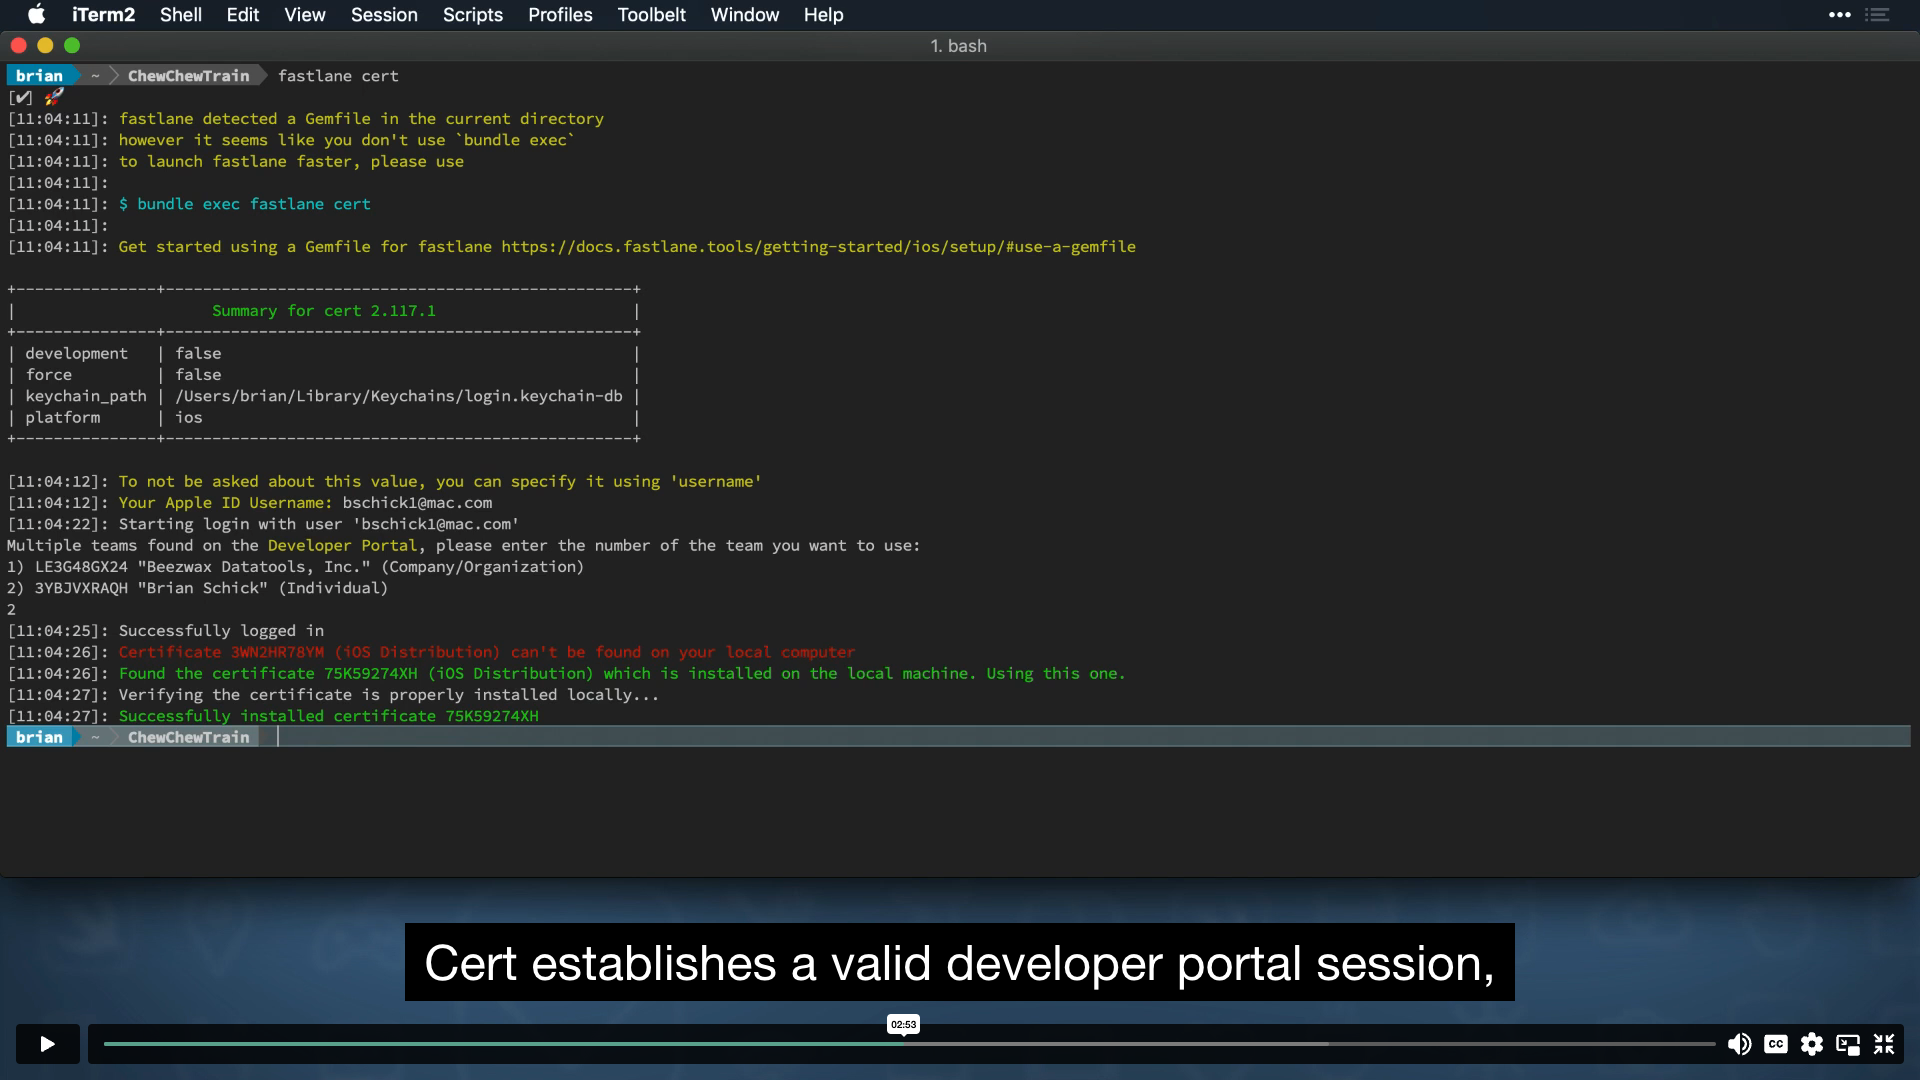 iTerm2 Shell Edit View Session Scripts Profiles Toolbelt Window Help
1. bash
brian ~ ChewChewTrain fastlane cert
[✔] 🚀
[11:04:11]: fastlane detected a Gemfile in the current directory
[11:04:11]: however it seems like you don't use `bundle exec`
[11:04:11]: to launch fastlane faster, please use
[11:04:11]:
[11:04:11]: $ bundle exec fastlane cert
[11:04:11]:
[11:04:11]: Get started using a Gemfile for fastlane https://docs.fastlane.tools/getting-started/ios/setup/#use-a-gemfile
+---------------+--------------------------------------------------+
| Summary for cert 2.117.1 |
+---------------+--------------------------------------------------+
| development | false |
| force | false |
| keychain_path | /Users/brian/Library/Keychains/login.keychain-db |
| platform | ios |
+---------------+--------------------------------------------------+
[11:04:12]: To not be asked about this value, you can specify it using 'username'
[11:04:12]: Your Apple ID Username: bschick1@mac.com
[11:04:22]: Starting login with user 'bschick1@mac.com'
Multiple teams found on the Developer Portal, please enter the number of the team you want to use:
1) LE3G48GX24 "Beezwax Datatools, Inc." (Company/Organization)
2) 3YBJVXRAQH "Brian Schick" (Individual)
2
[11:04:25]: Successfully logged in
[11:04:26]: Certificate 3WN2HR78YM (iOS Distribution) can't be found on your local computer
[11:04:26]: Found the certificate 75K59274XH (iOS Distribution) which is installed on the local machine. Using this one.
[11:04:27]: Verifying the certificate is properly installed locally...
[11:04:27]: Successfully installed certificate 75K59274XH
brian ~ ChewChewTrain
Cert establishes a valid developer portal session,
02:53
CC